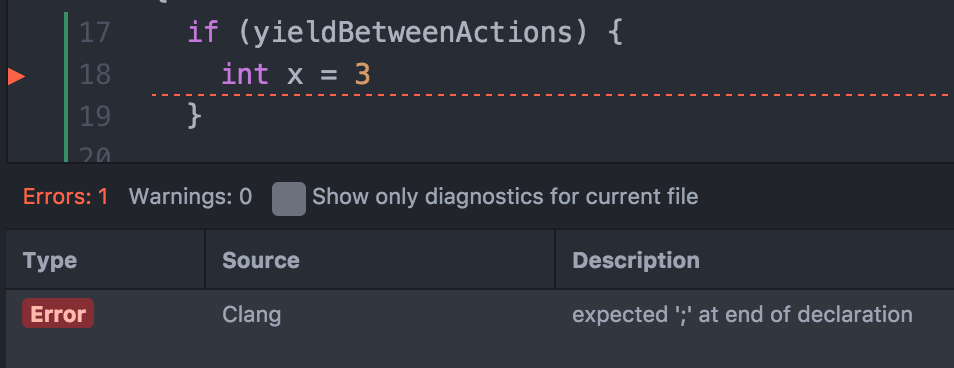 17 if (yieldBetweenActions) {
18 int x = 3
19 }
20
Errors: 1 Warnings: 0 Show only diagnostics for current file
Type Source Description
Error Clang expected ';' at end of declaration